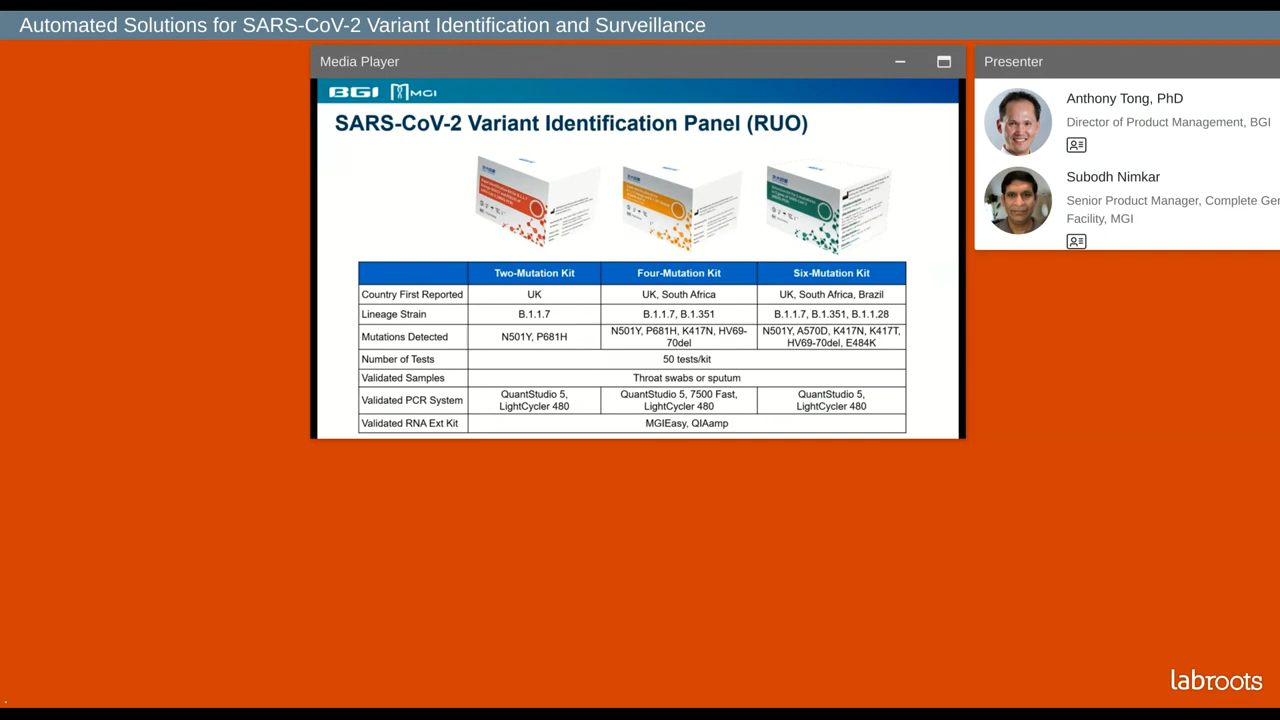 Automated Solutions for SARS-CoV-2 Variant Identification and Surveillance
Media Player
BGI MGI
SARS-CoV-2 Variant Identification Panel (RUO)
Two-Mutation Kit Four-Mutation Kit Six-Mutation Kit
Country First Reported UK UK, South Africa UK, South Africa, Brazil
Lineage Strain B.1.1.7 B.1.1.7, B.1.351 B.1.1.7, B.1.351, B.1.1.28
Mutations Detected N501Y, P681H N501Y, P681H, K417N, HV69-
70del N501Y, A570D, K417N, K417T,
HV69-70del, E484K
Number of Tests 50 tests/kit
Validated Samples Throat swabs or sputum
Validated PCR System QuantStudio 5,
LightCycler 480 QuantStudio 5, 7500 Fast,
LightCycler 480 QuantStudio 5,
LightCycler 480
Validated RNA Ext Kit MGIEasy, QIAamp
Presenter
Anthony Tong, PhD
Director of Product Management, BGI
Subodh Nimkar
Senior Product Manager, Complete Ger
Facility, MGI
labroots